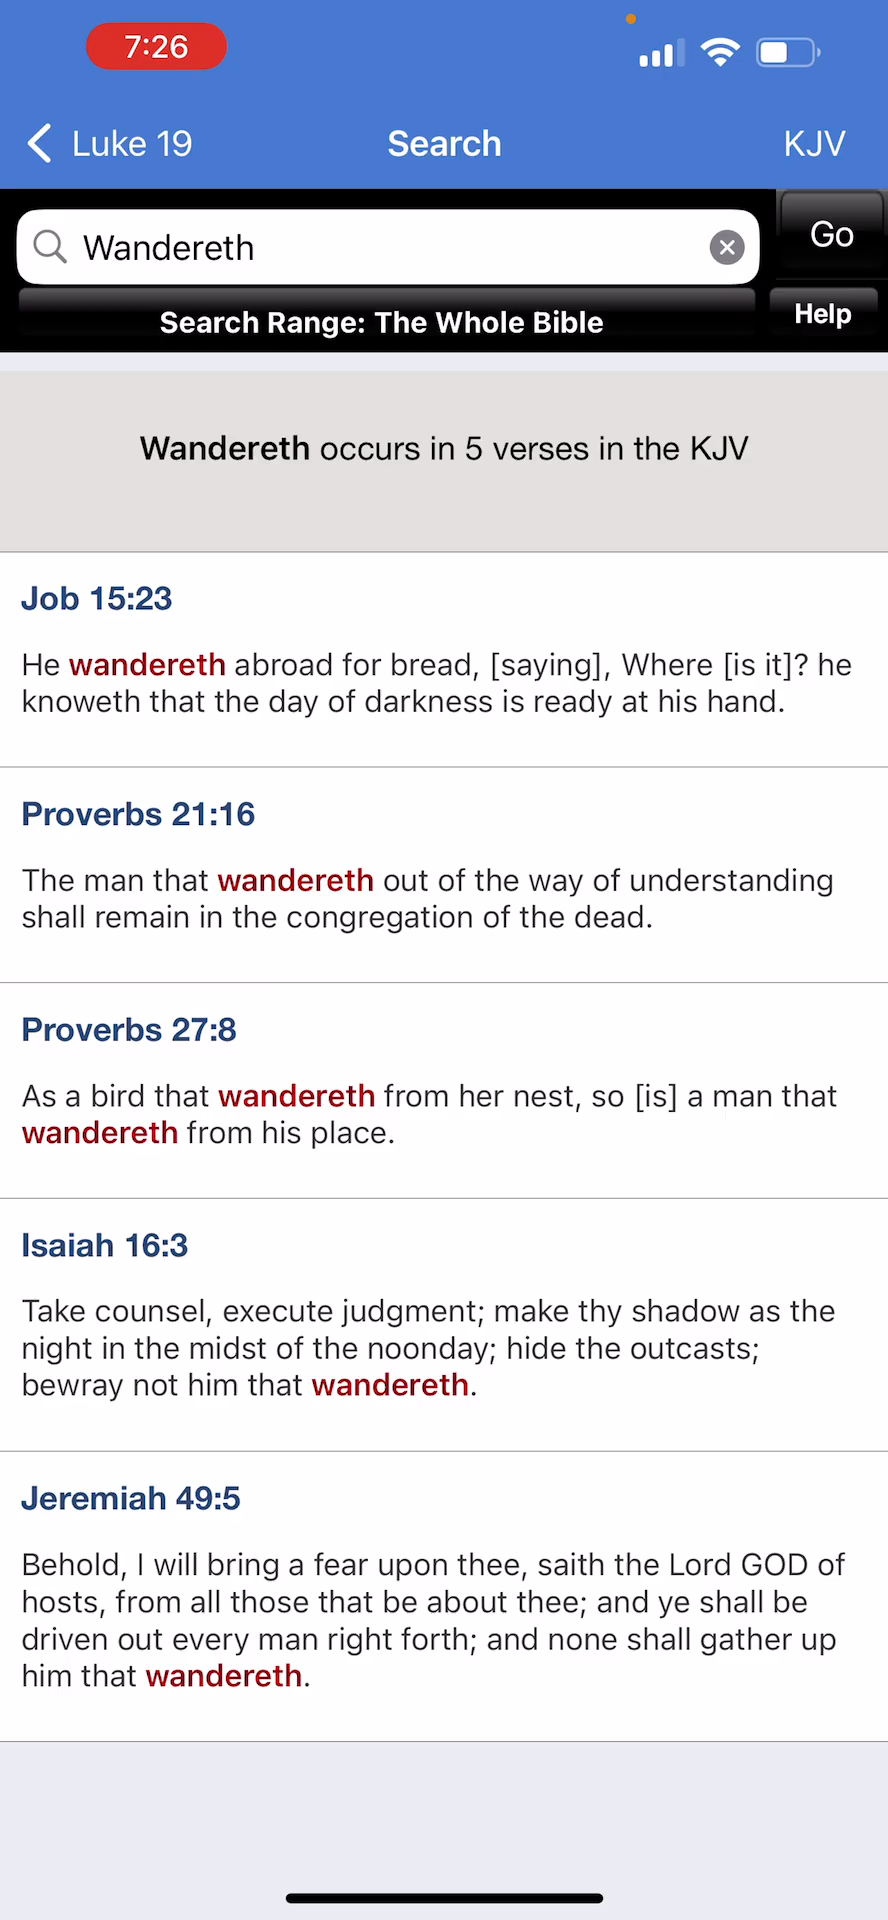 7:26
Luke 19
Search
KJV
Wandereth
Go
Search Range: The Whole Bible
Help
Wandereth occurs in 5 verses in the KJV
Job 15:23
He wandereth abroad for bread, [saying], Where [is it]? he
knoweth that the day of darkness is ready at his hand.
Proverbs 21:16
The man that wandereth out of the way of understanding
shall remain in the congregation of the dead.
Proverbs 27:8
As a bird that wandereth from her nest, so [is] a man that
wandereth from his place.
Isaiah 16:3
Take counsel, execute judgment; make thy shadow as the
night in the midst of the noonday; hide the outcasts;
bewray not him that wandereth.
Jeremiah 49:5
Behold, I will bring a fear upon thee, saith the Lord GOD of
hosts, from all those that be about thee; and ye shall be
driven out every man right forth; and none shall gather up
him that wandereth.